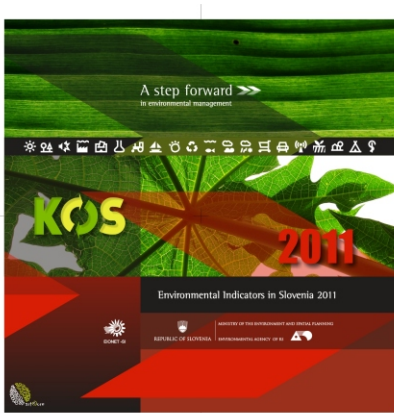 A step forward >>>
in environmental management
KOS
2011
Environmental Indicators in Slovenia 2011
EIONET-SI
REPUBLIC OF SLOVENIA
MINISTRY OF THE ENVIRONMENT AND SPATIAL PLANNING
ENVIRONMENTAL AGENCY OF RS